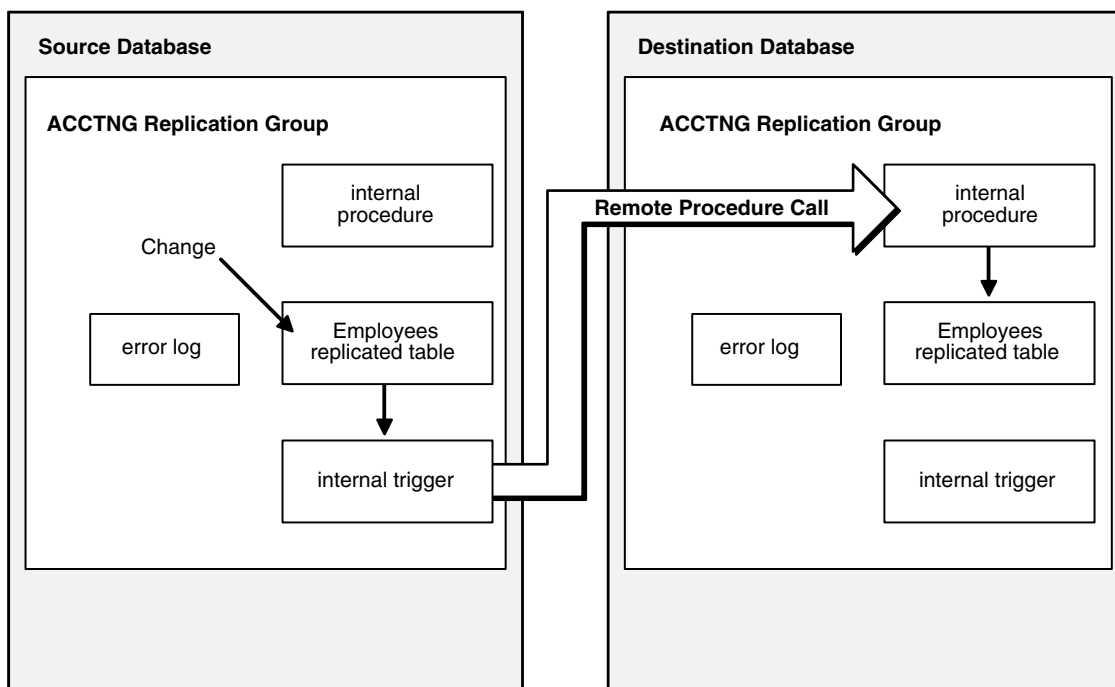 Source Database
ACCTNG Replication Group
internal
procedure
Change
error log
Employees
replicated table
internal trigger
Remote Procedure Call
Destination Database
ACCTNG Replication Group
internal
procedure
error log
Employees
replicated table
internal trigger